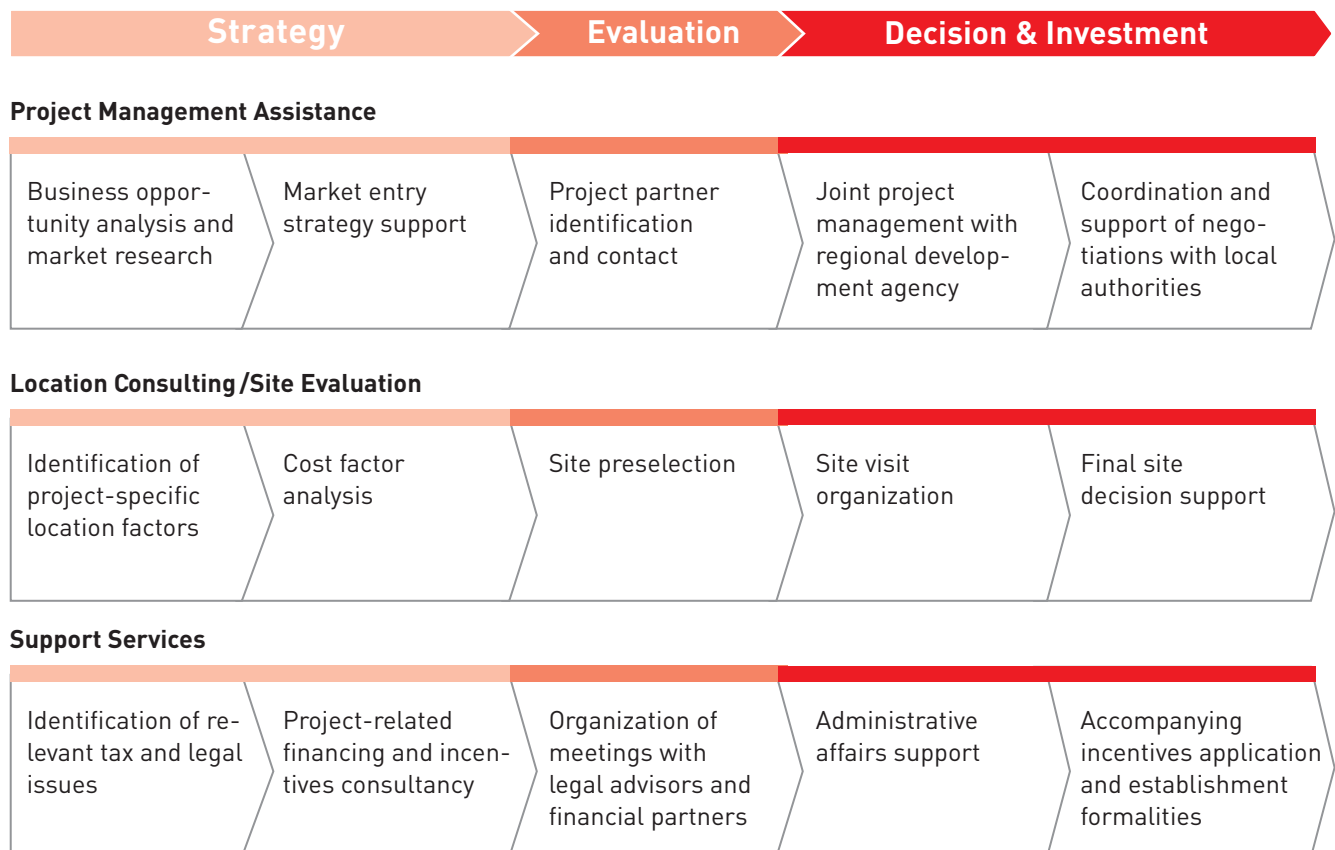 Strategy
Evaluation
Decision & Investment
Project Management Assistance
Business oppor-
tunity analysis and
market research
Market entry
strategy support
Project partner
identification
and contact
Joint project
management with
regional develop-
ment agency
Coordination and
support of nego-
tiations with local
authorities
Location Consulting/Site Evaluation
Identification of
project-specific
location factors
Cost factor
analysis
Site preselection
Site visit
organization
Final site
decision support
Support Services
Identification of re-
levant tax and legal
issues
Project-related
financing and incen-
tives consultancy
Organization of
meetings with
legal advisors and
financial partners
Administrative
affairs support
Accompanying
incentives application
and establishment
formalities